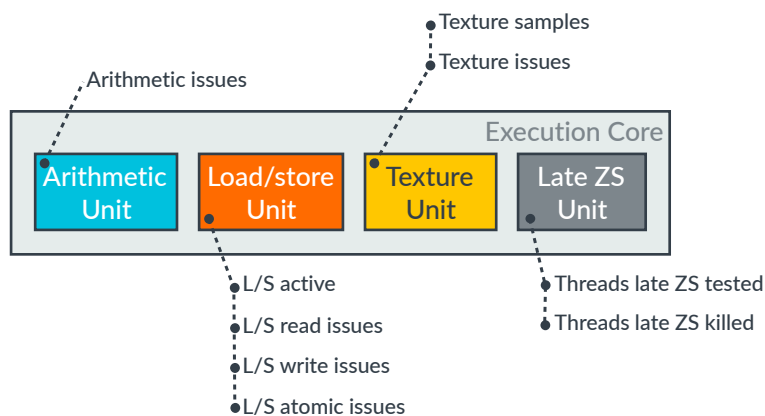 Texture samples
Texture issues
Arithmetic issues
Execution Core
Arithmetic
Unit
Load/store
Unit
Texture
Unit
Late ZS
Unit
L/S active
L/S read issues
L/S write issues
L/S atomic issues
Threads late ZS tested
Threads late ZS killed